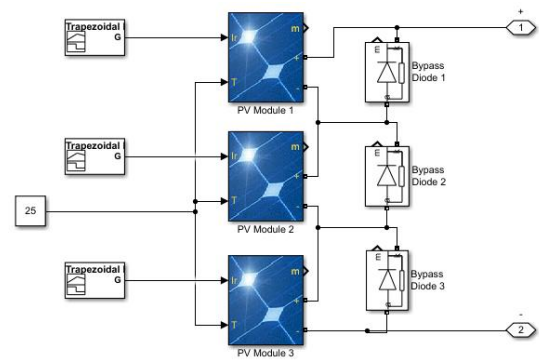 +
Trapezoidal I
G
Ir
m
1
T
+
-
Bypass
Diode 1
PV Module 1
Trapezoidal I
G
Ir
m
Bypass
Diode 2
25
T
+
-
PV Module 2
Trapezoidal I
G
Ir
m
Bypass
Diode 3
+
-
T
2
-
PV Module 3